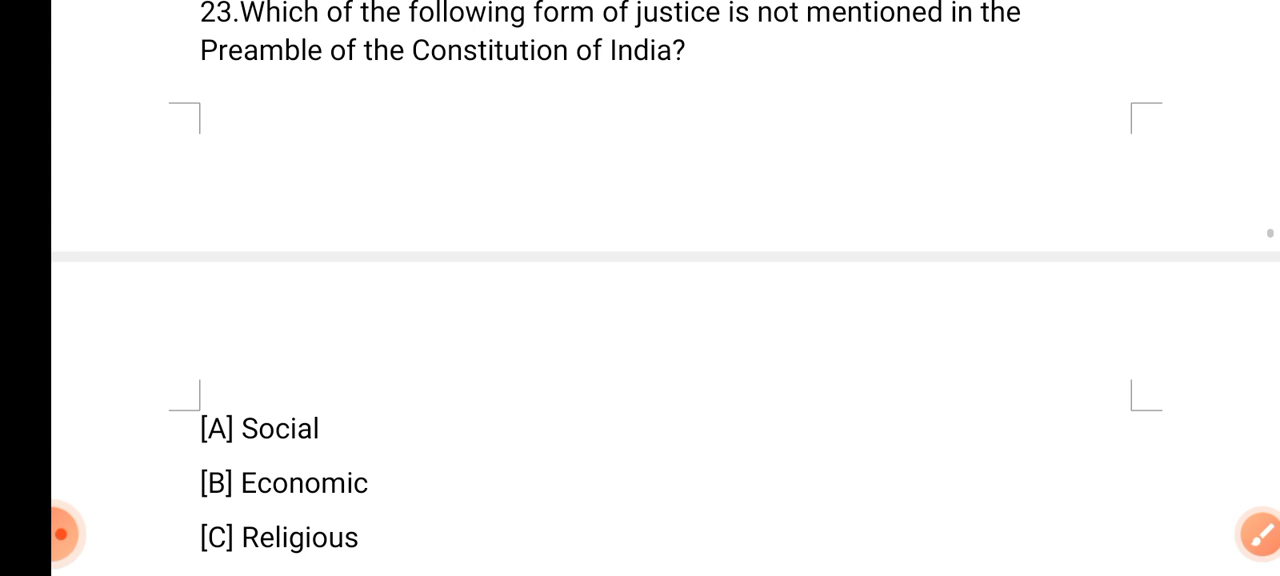 23.Which of the following form of justice is not mentioned in the
Preamble of the Constitution of India?
[A] Social
[B] Economic
[C] Religious